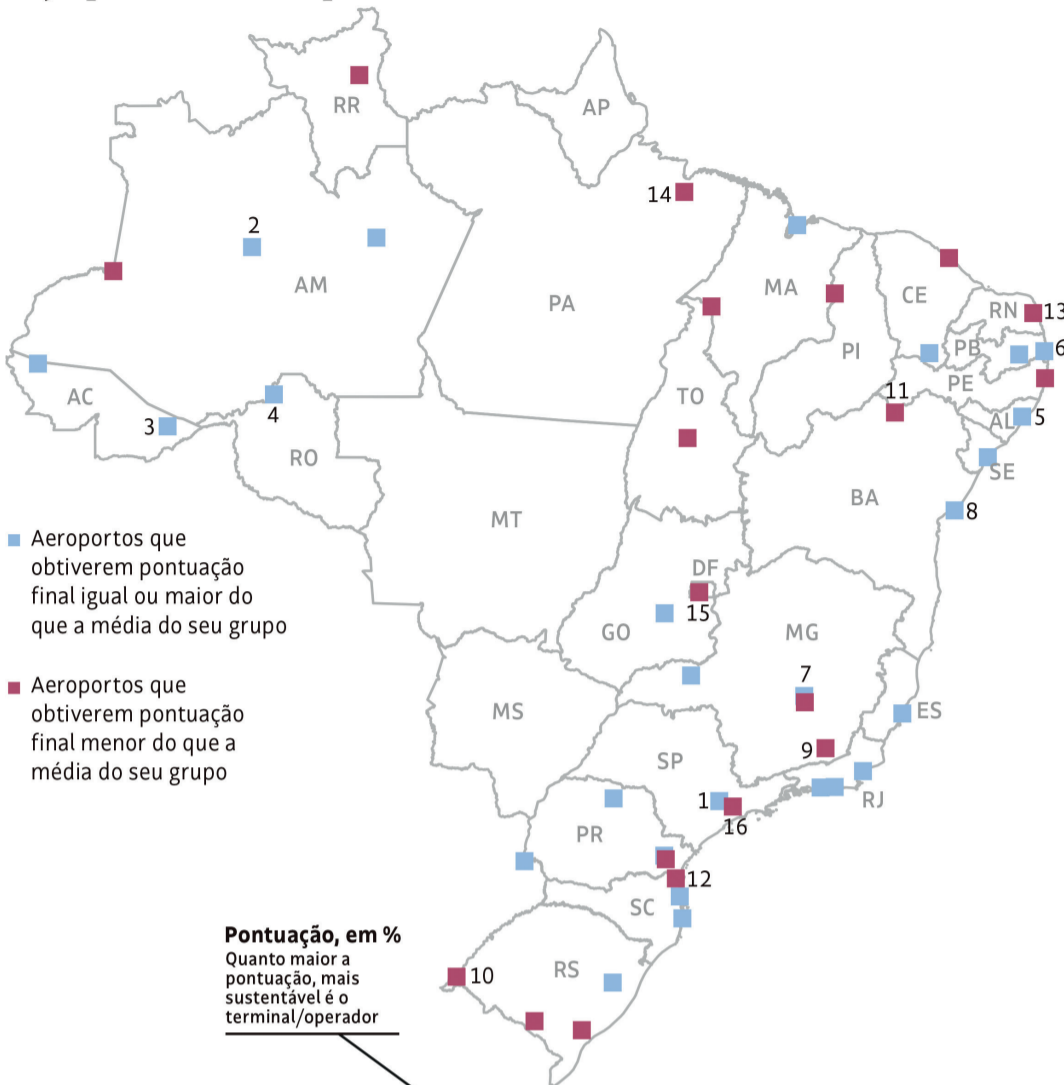 RR
AP
14
2
AM
PA
MA
CE
RN
13
PB
6
PI
AC
4
TO
PE
11
3
AL
5
RO
SE
BA
8
MT
Aeroportos que
obtiverem pontuação
final igual ou maior do
que a média do seu grupo
DF
15
GO
MG
7
Aeroportos que
obtiverem pontuação
final menor do que a
média do seu grupo
MS
ES
9
SP
1
RJ
16
PR
12
SC
Pontuação, em %
Quanto maior a
pontuação, mais
sustentável é o
terminal/operador
RS
10